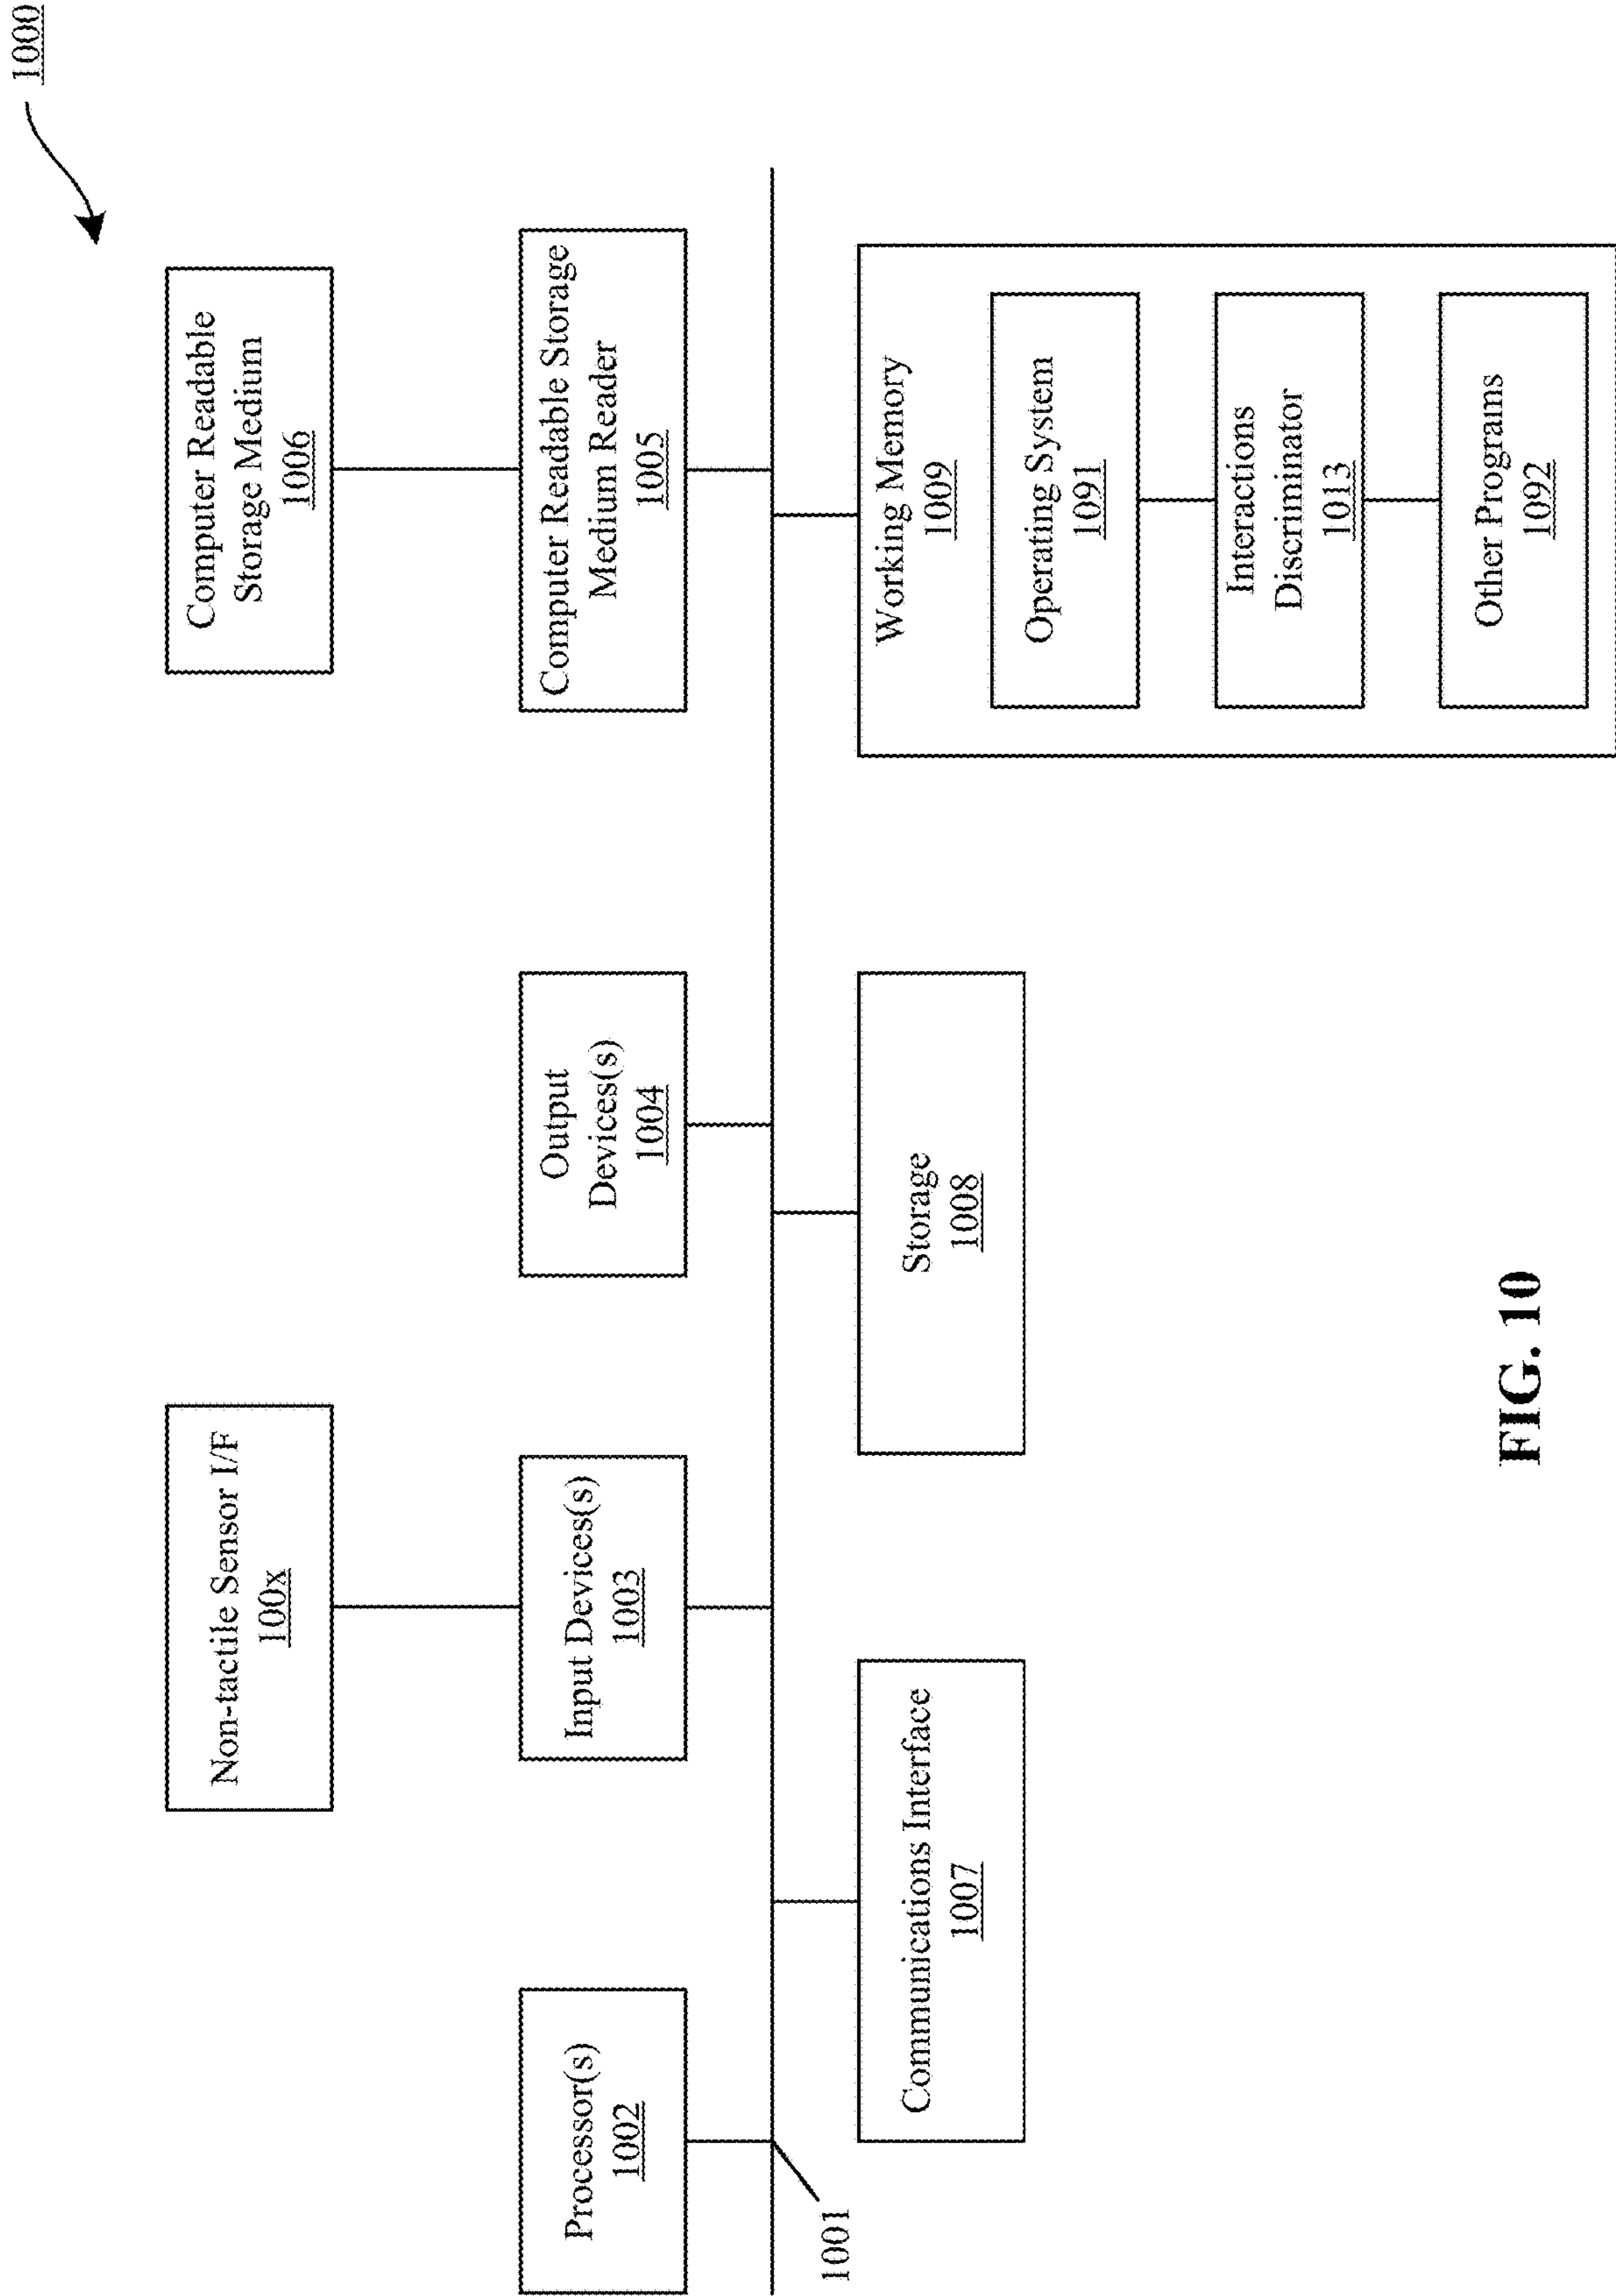 1000
Non-tactile Sensor I/F
100x
Computer Readable
Storage Medium
1006
Processor(s)
1002
Input Devices(s)
1003
Output
Devices(s)
1004
Computer Readable Storage
Medium Reader
1005
1001
Communications Interface
1007
Storage
1008
Working Memory
1009
Operating System
1091
Interactions
Discriminator
1013
Other Programs
1092
FIG. 10